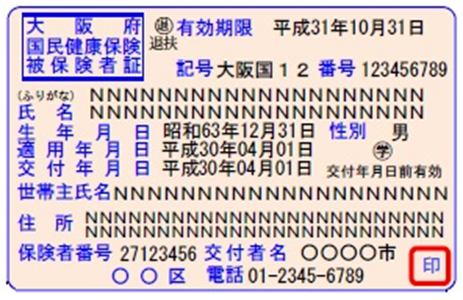 大阪府
国民健康保険
被保険者証
退 退扶
有効期限 平成31年10月31日
記号 大阪国12 番号 123456789
(ふりがな) NNNNNNNNNNNNNNNNNNNN
氏名 NNNNNNNNNNNNNNNNNNNN
生年月日 昭和63年12月31日 性別 男
適用年月日 平成30年04月01日 学
交付年月日 平成30年04月01日 交付年月日前有効
世帯主氏名 NNNNNNNNNNNNNNNNNNNN
住所 NNNNNNNNNNNNNNNNNNNNN
NNNNNNNNNNNNNNNNNNNNN
保険者番号 27123456 交付者名 〇〇〇〇市
〇〇区 電話 01-2345-6789
印